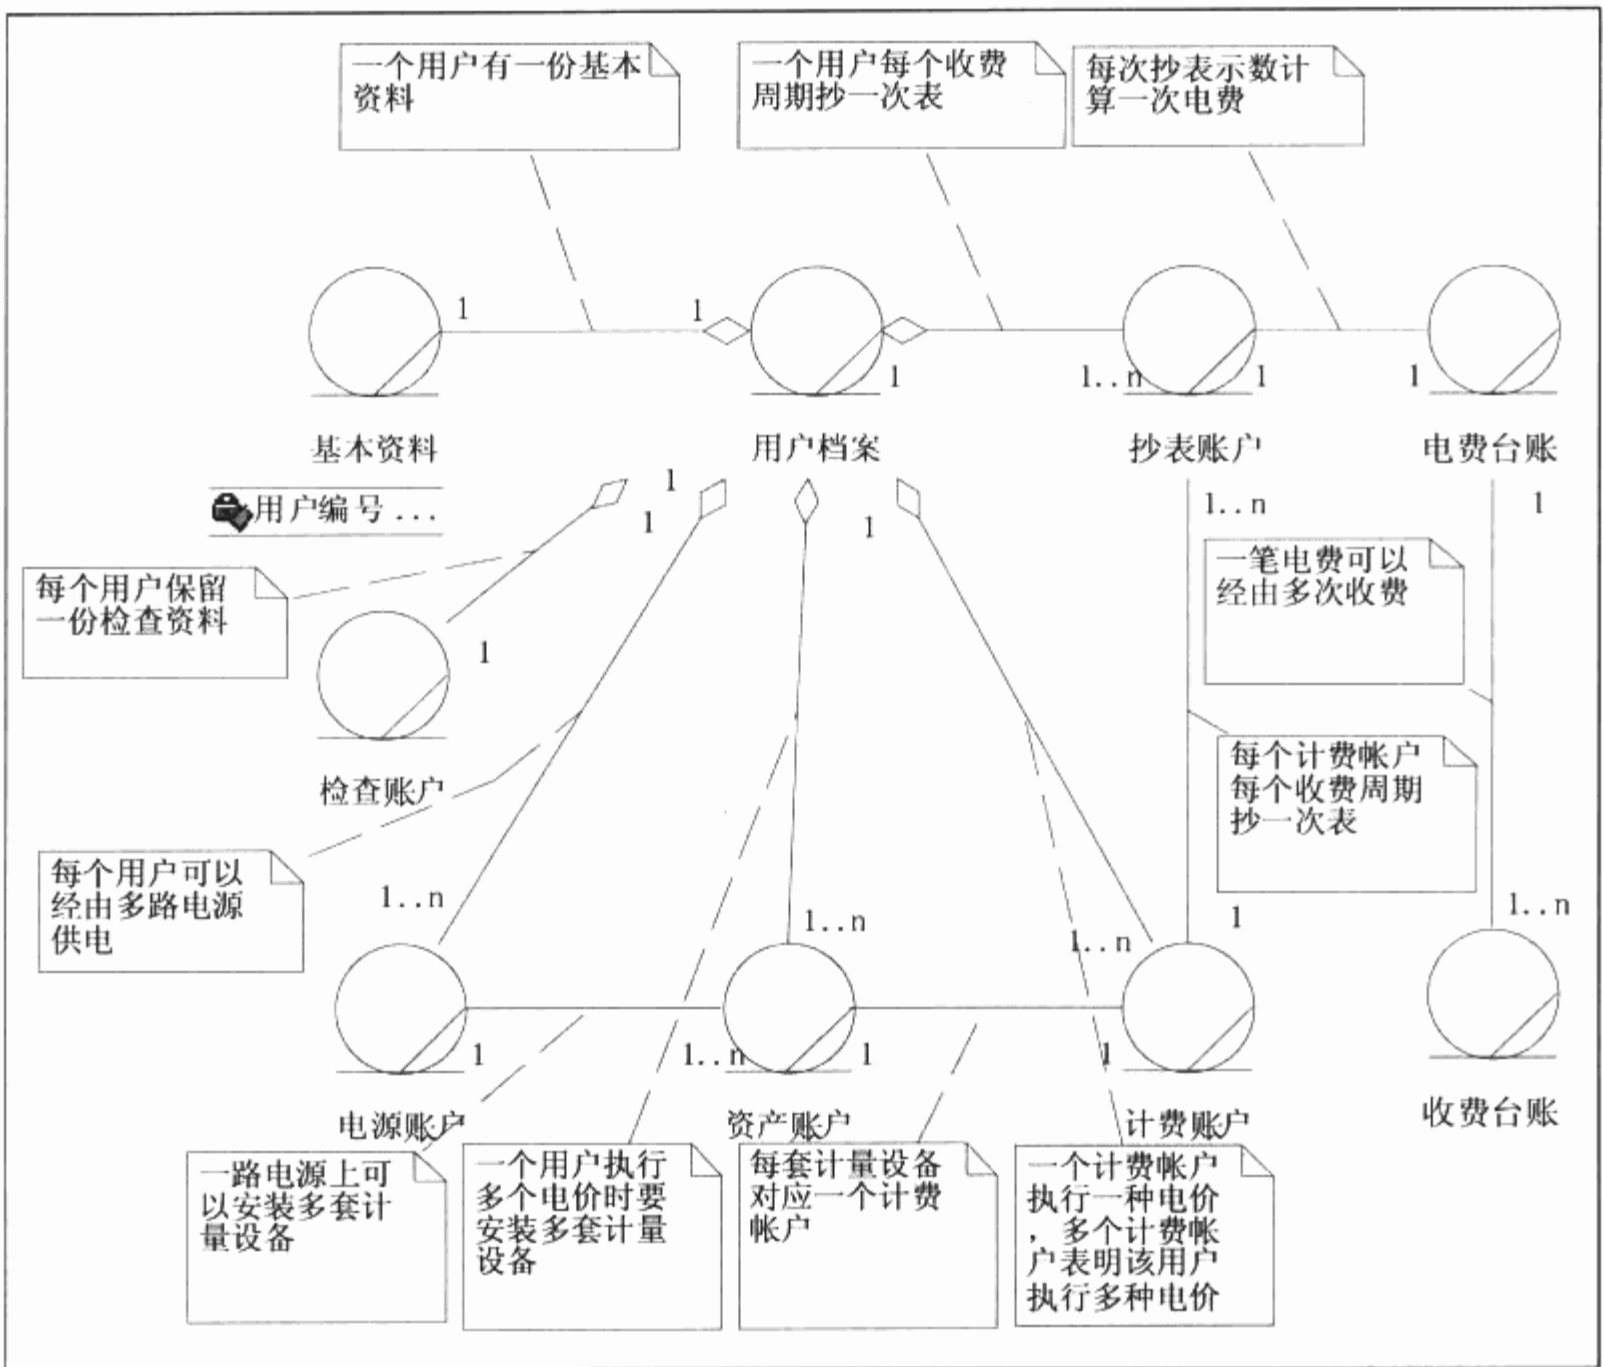 一个用户有一份基本
资料
一个用户每个收费
周期抄一次表
每次抄表示数计
算一次电费
1
1
1
1..n
1
1
基本资料
用户档案
抄表账户
电费台账
用户编号...
1
1
1
1..n
1
每个用户保留
一份检查资料
1
检查账户
一笔电费可以
经由多次收费
每个计费帐户
每个收费周期
抄一次表
每个用户可以
经由多路电源
供电
1..n
1..n
1..n
1
1..n
1
1..n
1
1
电源账户
资产账户
计费账户
收费台账
一路电源上可
以安装多套计
量设备
一个用户执行
多个电价时要
安装多套计量
设备
每套计量设备
对应一个计费
帐户
一个计费帐户
执行一种电价
，多个计费帐
户表明该用户
执行多种电价